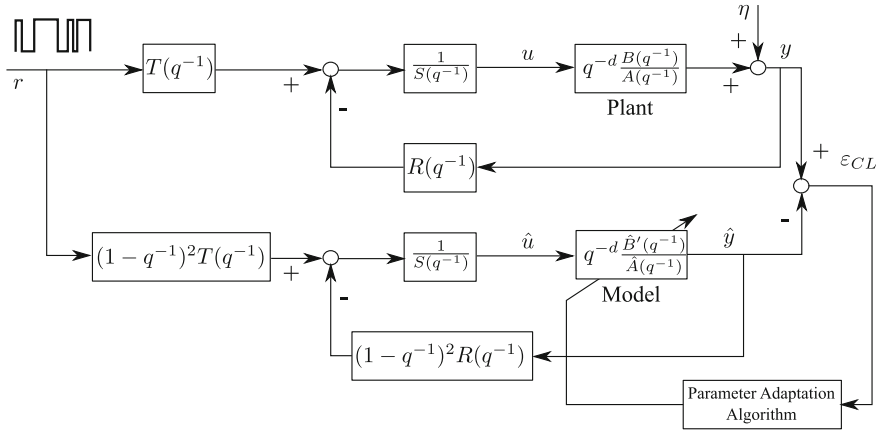 η
r
T(q⁻¹)
+
-
1/S(q⁻¹)
u
q⁻ᵈ B(q⁻¹)/A(q⁻¹)
Plant
+
+
y
R(q⁻¹)
+
ε_CL
-
(1 − q⁻¹)²T(q⁻¹)
+
-
1/S(q⁻¹)
û
q⁻ᵈ B̂′(q⁻¹)/Â(q⁻¹)
Model
ŷ
(1 − q⁻¹)²R(q⁻¹)
Parameter Adaptation
Algorithm